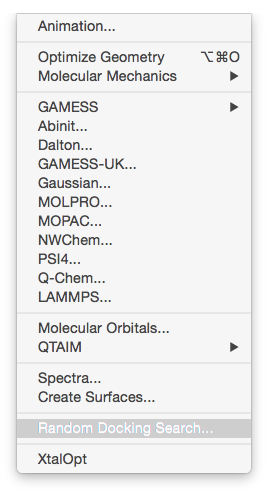 Animation...
Optimize Geometry ⌥⌘O
Molecular Mechanics ▶
GAMESS ▶
Abinit...
Dalton...
GAMESS-UK...
Gaussian...
MOLPRO...
MOPAC...
NWChem...
PSI4...
Q-Chem...
LAMMPS...
Molecular Orbitals...
QTAIM ▶
Spectra...
Create Surfaces...
Random Docking Search...
XtalOpt